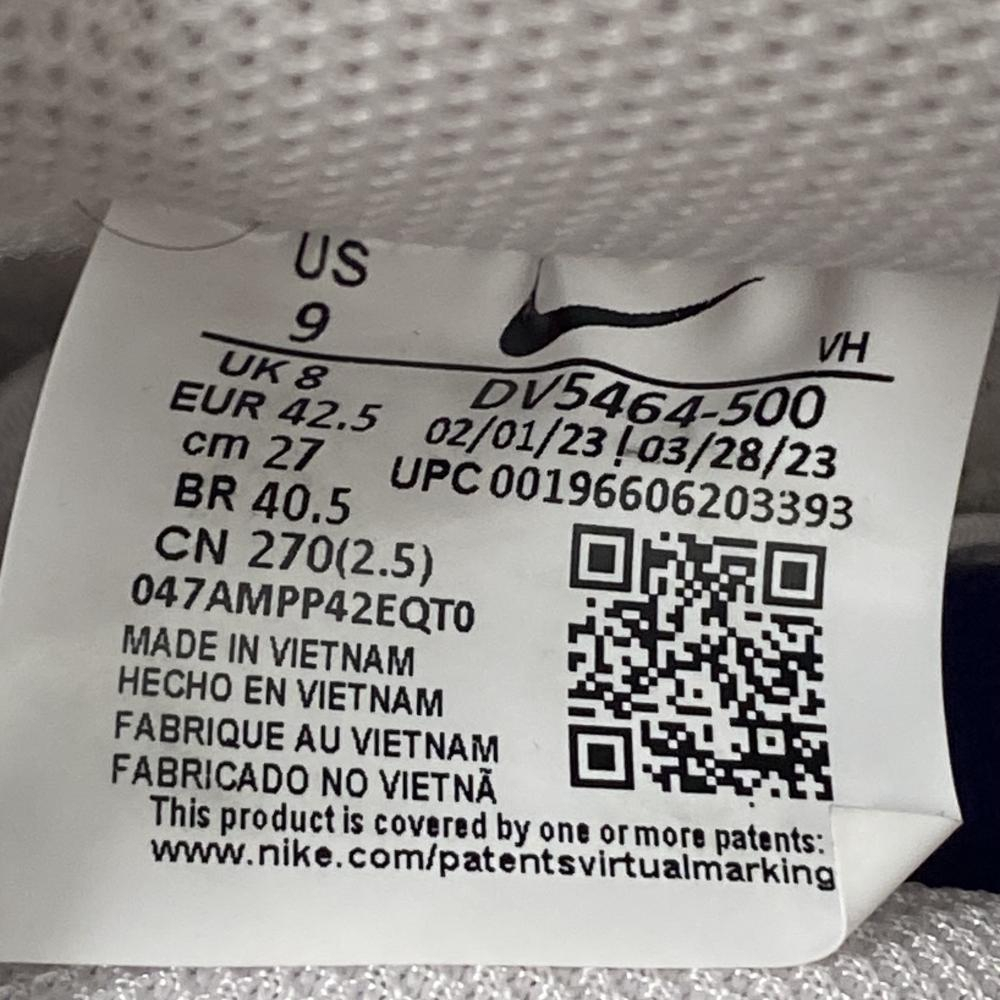 US
9
VH
UK 8
EUR 42.5
cm 27
BR 40.5
CN 270(2.5)
DV5464-500
02/01/23 ! 03/28/23
UPC 00196606203393
047AMPP42EQT0
MADE IN VIETNAM
HECHO EN VIETNAM
FABRIQUE AU VIETNAM
FABRICADO NO VIETNÃ
This product is covered by one or more patents:
www.nike.com/patentsvirtualmarking